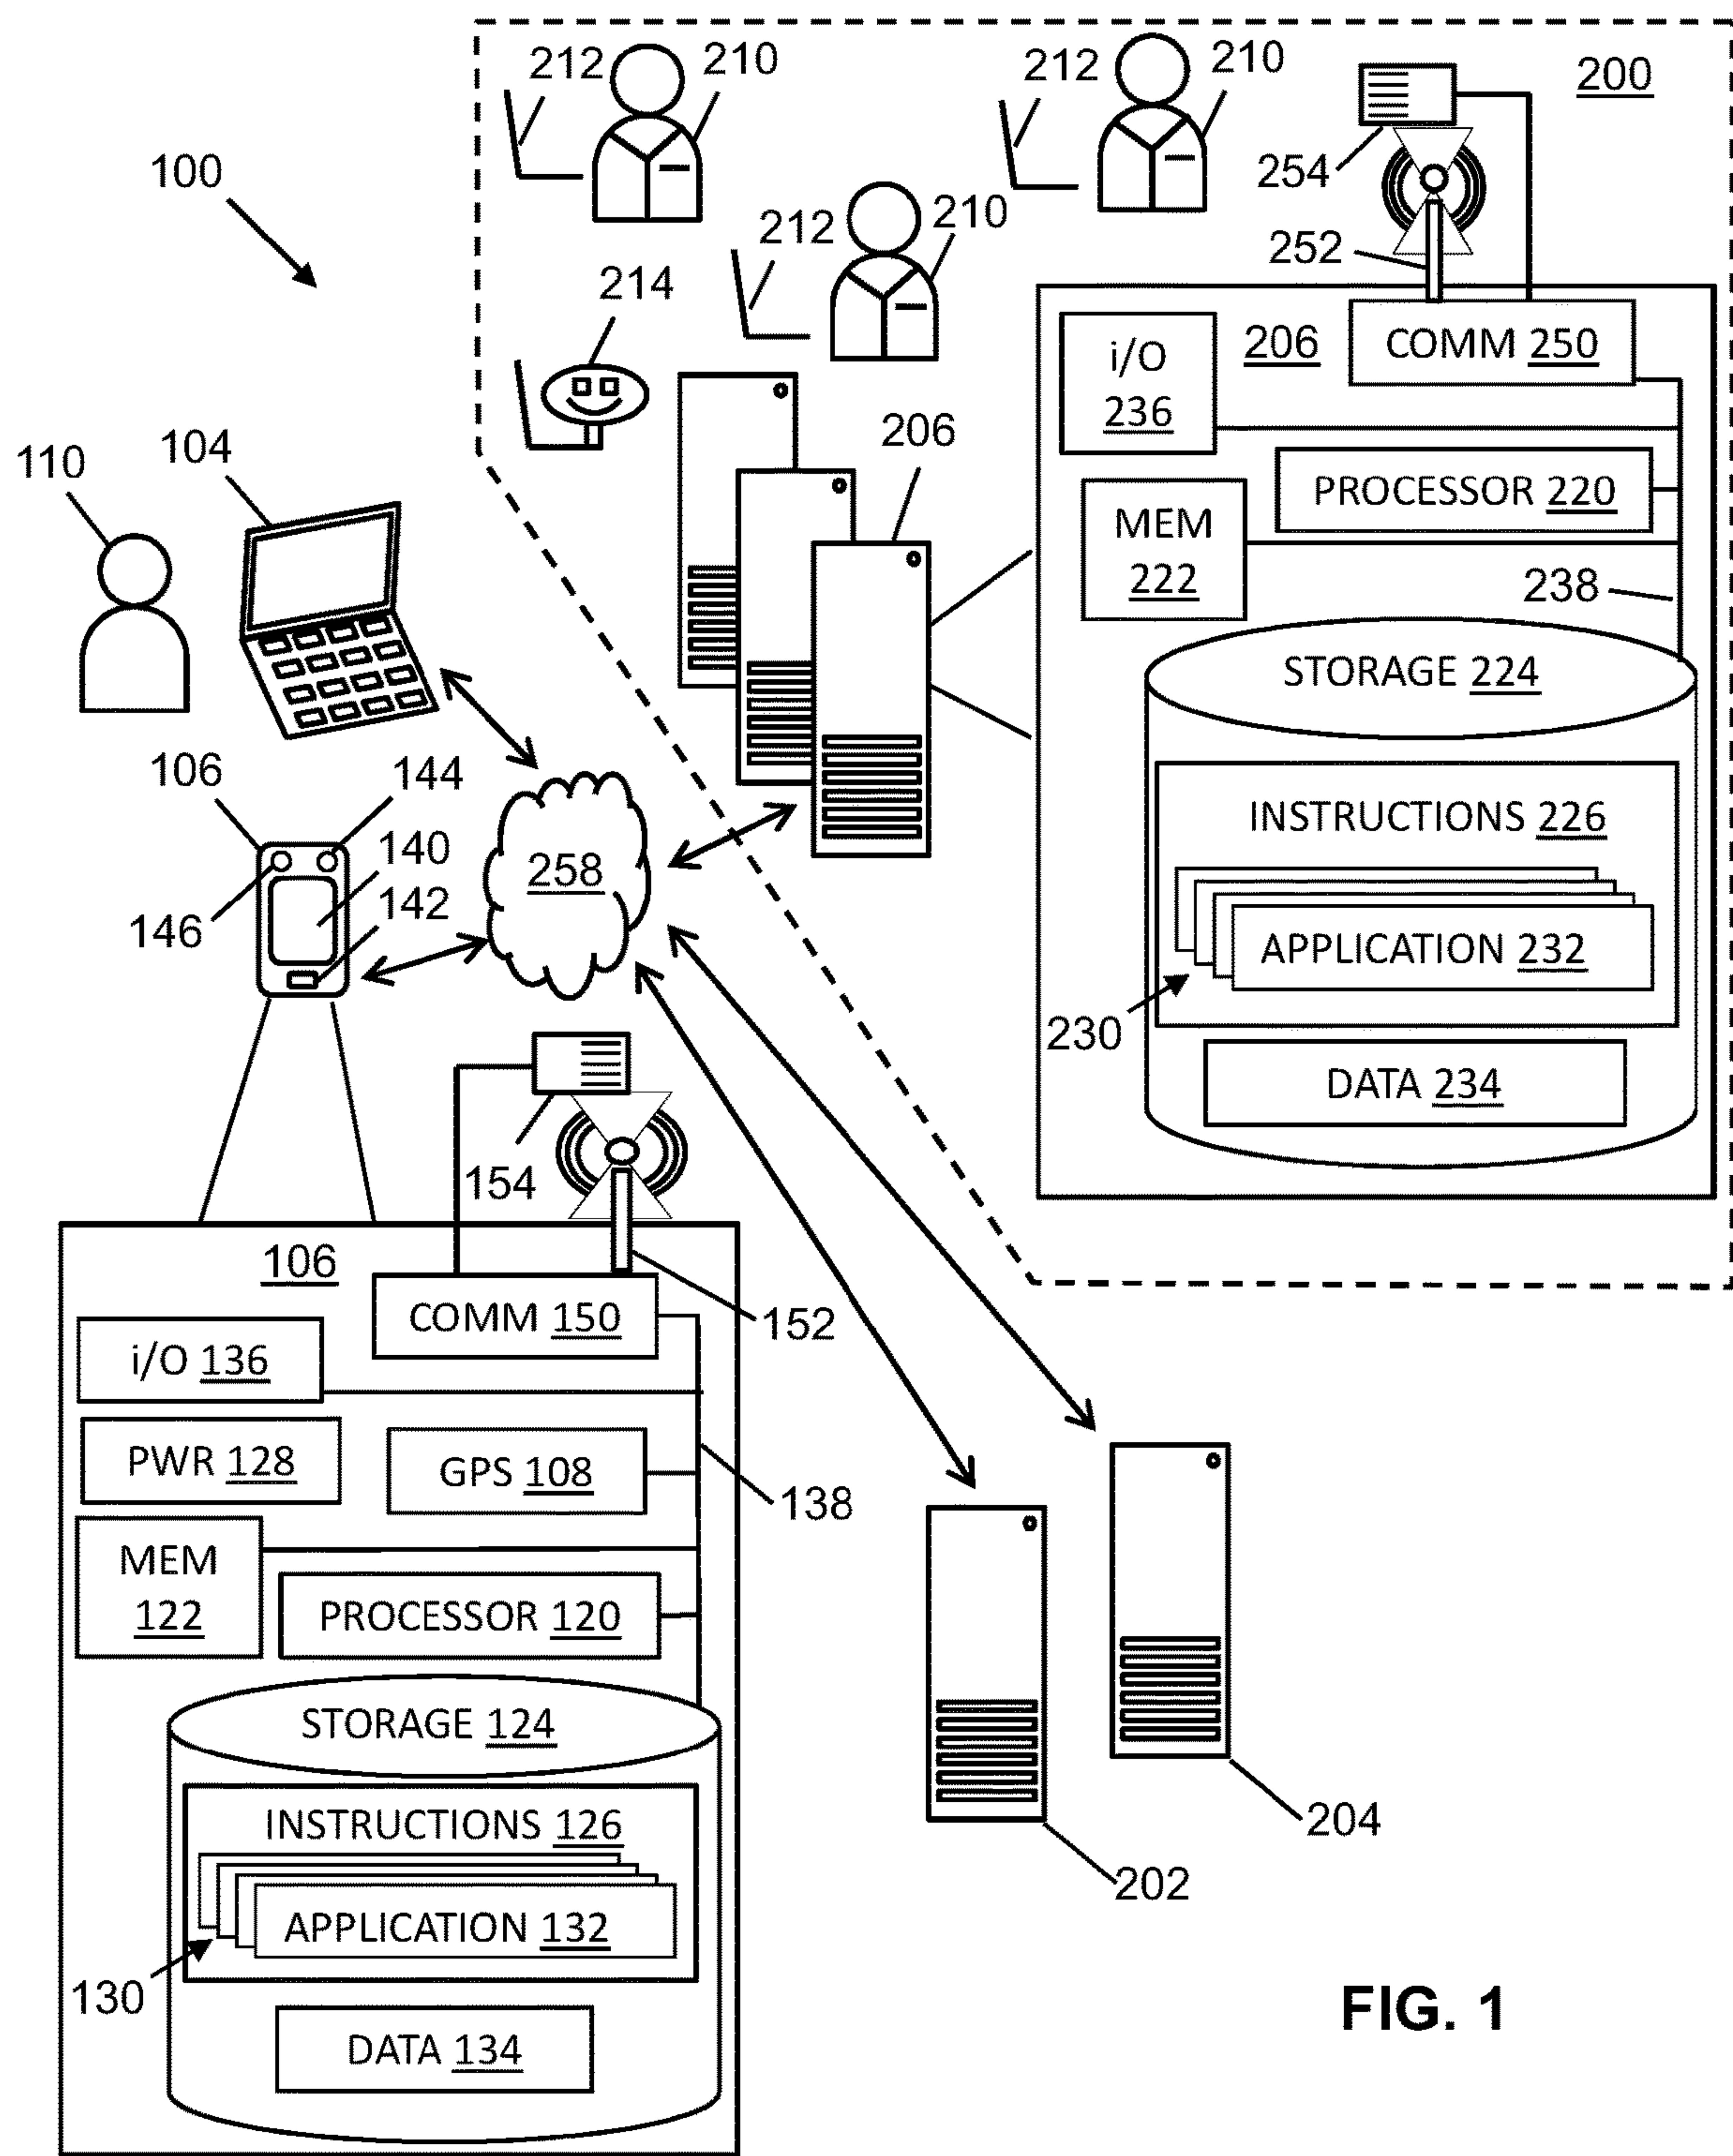 212
210
212
210
200
254
100
212
210
252
214
206
COMM 250
i/O
236
110
104
206
PROCESSOR 220
MEM
222
238
STORAGE 224
106
144
140
142
146
258
INSTRUCTIONS 226
APPLICATION 232
230
DATA 234
154
106
COMM 150
152
i/O 136
PWR 128
GPS 108
138
MEM
122
PROCESSOR 120
STORAGE 124
204
202
INSTRUCTIONS 126
APPLICATION 132
130
DATA 134
FIG. 1